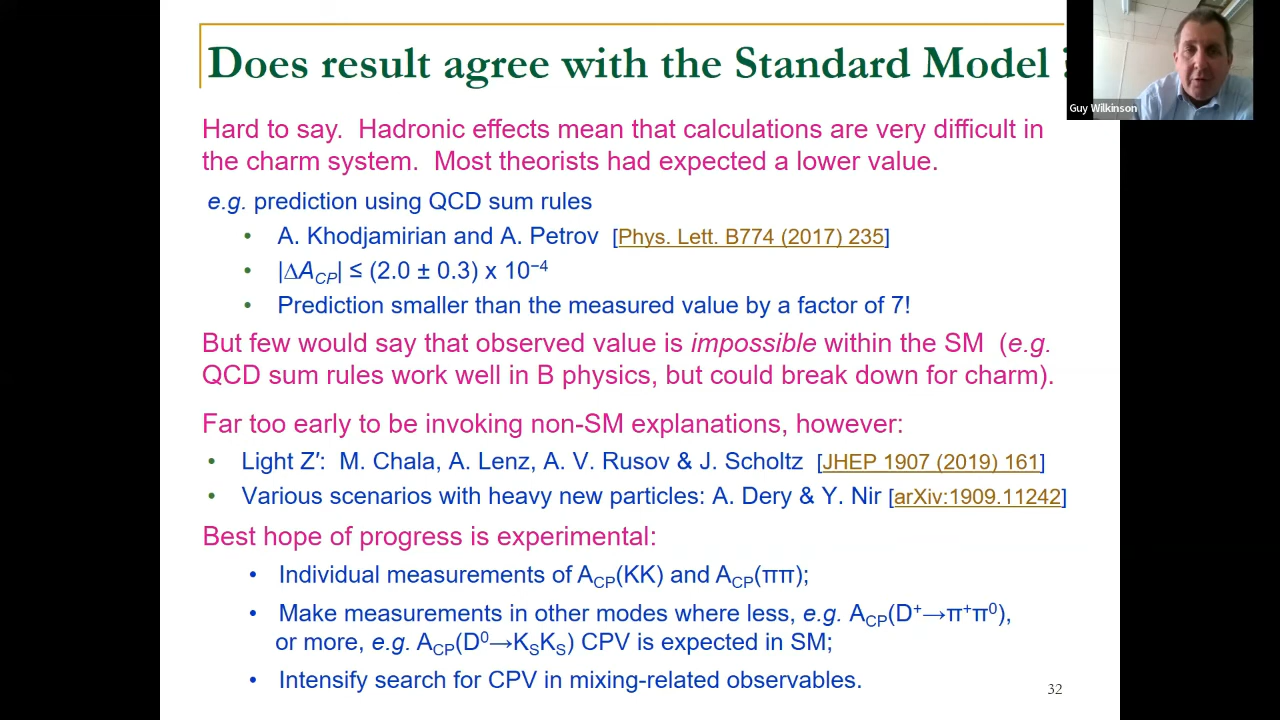 Does result agree with the Standard Model ?
Guy Wilkinson
Hard to say. Hadronic effects mean that calculations are very difficult in
the charm system. Most theorists had expected a lower value.
e.g. prediction using QCD sum rules
• A. Khodjamirian and A. Petrov [Phys. Lett. B774 (2017) 235]
• |∆A_CP| ≤ (2.0 ± 0.3) x 10⁻⁴
• Prediction smaller than the measured value by a factor of 7!
But few would say that observed value is impossible within the SM (e.g.
QCD sum rules work well in B physics, but could break down for charm).
Far too early to be invoking non-SM explanations, however:
• Light Z′: M. Chala, A. Lenz, A. V. Rusov & J. Scholtz [JHEP 1907 (2019) 161]
• Various scenarios with heavy new particles: A. Dery & Y. Nir [arXiv:1909.11242]
Best hope of progress is experimental:
• Individual measurements of A_CP(KK) and A_CP(ππ);
• Make measurements in other modes where less, e.g. A_CP(D⁺→π⁺π⁰),
or more, e.g. A_CP(D⁰→K_SK_S) CPV is expected in SM;
• Intensify search for CPV in mixing-related observables.
32